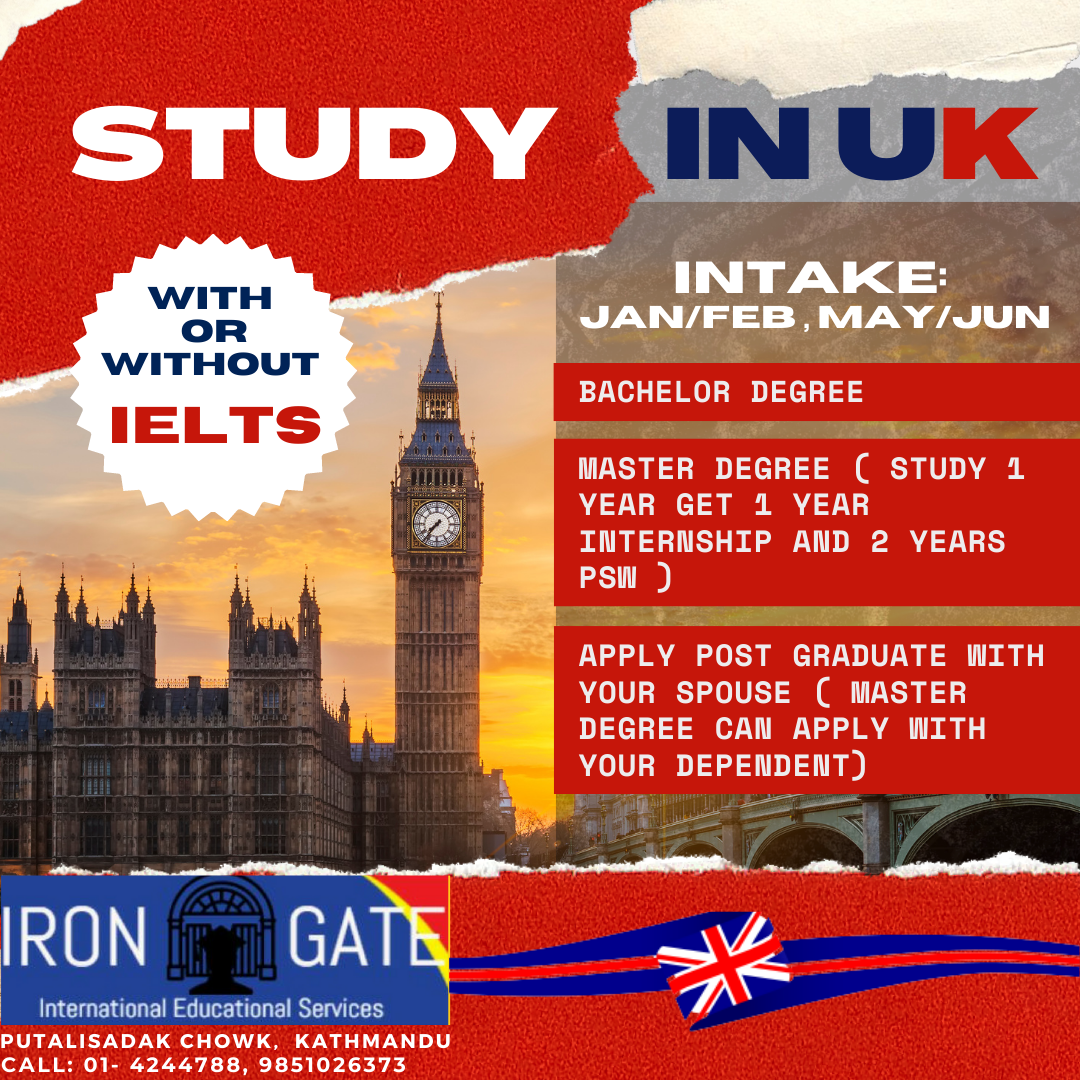 STUDY IN UK
WITH
OR
WITHOUT
IELTS
INTAKE:
JAN/FEB , MAY/JUN
BACHELOR DEGREE
MASTER DEGREE ( STUDY 1
YEAR GET 1 YEAR
INTERNSHIP AND 2 YEARS
PSW )
APPLY POST GRADUATE WITH
YOUR SPOUSE ( MASTER
DEGREE CAN APPLY WITH
YOUR DEPENDENT)
IRON GATE
International Educational Services
PUTALISADAK CHOWK, KATHMANDU
CALL: 01- 4244788, 9851026373